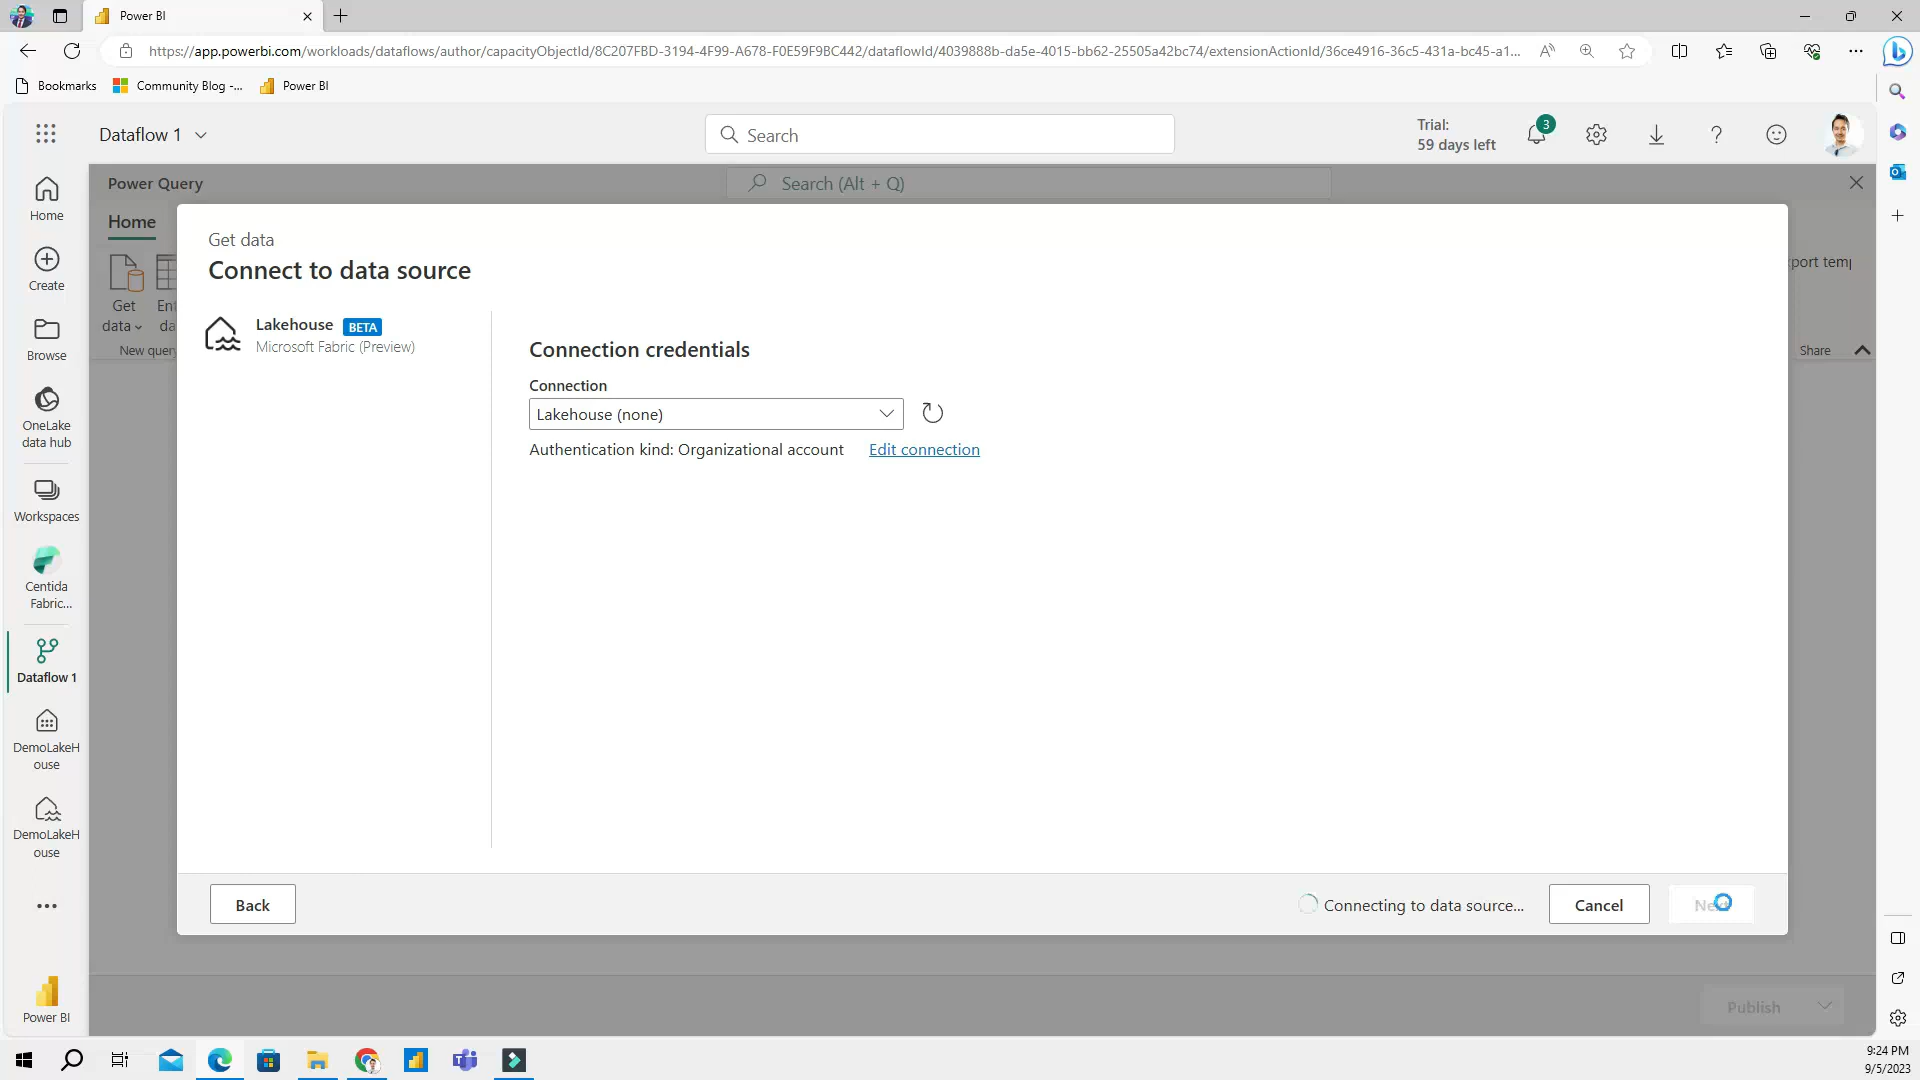 Power BI
https://app.powerbi.com/workloads/dataflows/author/capacityObjectId/8C207FBD-3194-4F99-A678-F0E59F9BC442/dataflowId/4039888b-da5e-4015-bb62-25505a42bc74/extensionActionId/36ce4916-36c5-431a-bc45-a1...
Bookmarks
Community Blog -...
Power BI
Dataflow 1
Search
Trial:
59 days left
3
Home
Create
Browse
OneLake
data hub
Workspaces
Centida
Fabric...
Dataflow 1
DemoLakeH
ouse
DemoLakeH
ouse
Power BI
Power Query
Search (Alt + Q)
Home
Get
data
Ent
da
New query
port temp
Share
Get data
Connect to data source
Lakehouse BETA
Microsoft Fabric (Preview)
Connection credentials
Connection
Lakehouse (none)
Authentication kind: Organizational account Edit connection
Back
Connecting to data source...
Cancel
Next
Publish
9:24 PM
9/5/2023